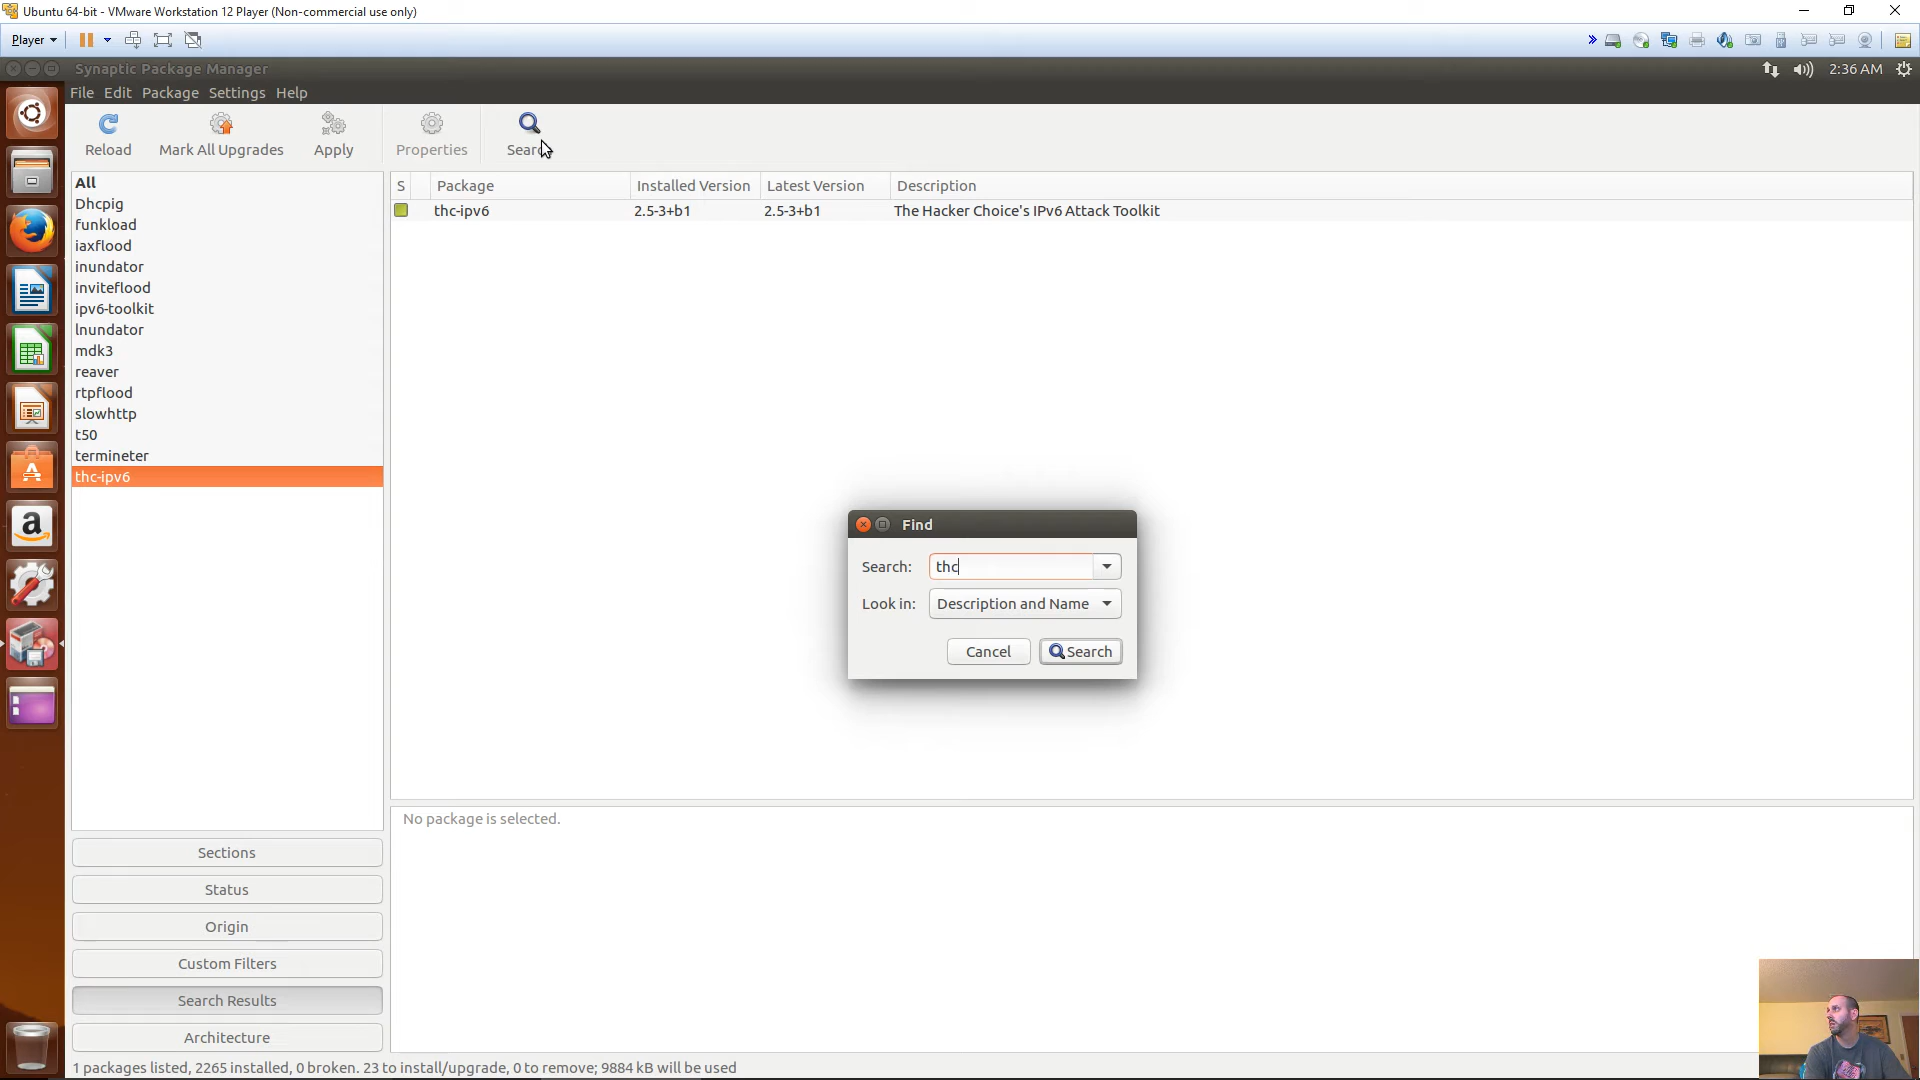 Ubuntu 64-bit - VMware Workstation 12 Player (Non-commercial use only)
Player
Synaptic Package Manager
2:36 AM
File Edit Package Settings Help
Reload Mark All Upgrades Apply Properties Search
All
Dhcpig
funkload
iaxflood
inundator
inviteflood
ipv6-toolkit
lnundator
mdk3
reaver
rtpflood
slowhttp
t50
termineter
thc-ipv6
S Package Installed Version Latest Version Description
thc-ipv6 2.5-3+b1 2.5-3+b1 The Hacker Choice's IPv6 Attack Toolkit
Find
Search: thc
Look in: Description and Name
Cancel Search
No package is selected.
Sections
Status
Origin
Custom Filters
Search Results
Architecture
1 packages listed, 2265 installed, 0 broken. 23 to install/upgrade, 0 to remove; 9884 kB will be used